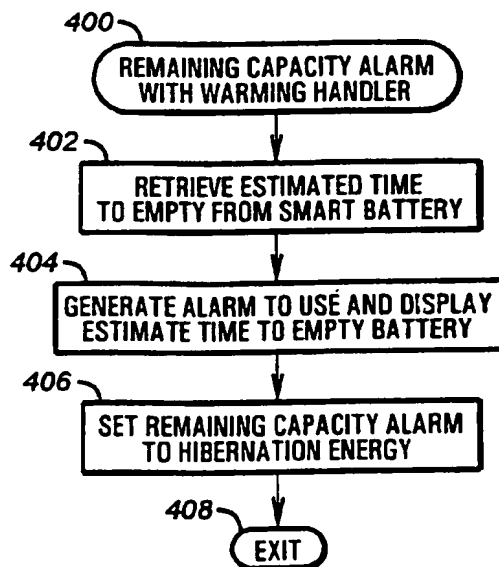 400
REMAINING CAPACITY ALARM
WITH WARMING HANDLER
402
RETRIEVE ESTIMATED TIME
TO EMPTY FROM SMART BATTERY
404
GENERATE ALARM TO USE AND DISPLAY
ESTIMATE TIME TO EMPTY BATTERY
406
SET REMAINING CAPACITY ALARM
TO HIBERNATION ENERGY
408
EXIT